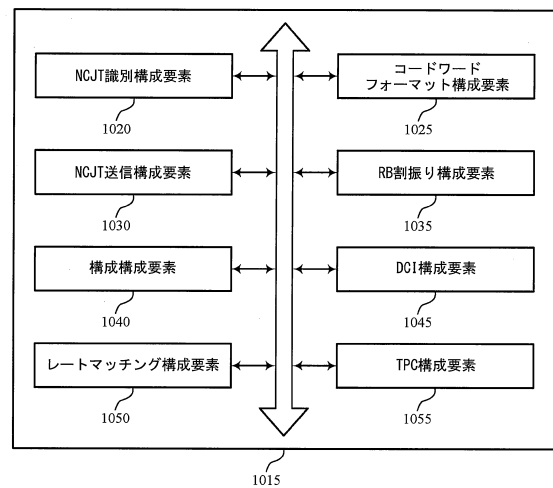 NCJT識別構成要素
1020
コードワード
フォーマット構成要素
1025
NCJT送信構成要素
1030
RB割振り構成要素
1035
構成構成要素
1040
DCI構成要素
1045
レートマッチング構成要素
1050
TPC構成要素
1055
1015